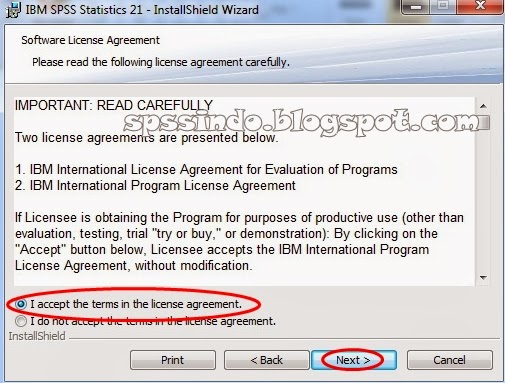 IBM SPSS Statistics 21 - InstallShield Wizard
Software License Agreement
Please read the following license agreement carefully.
IMPORTANT: READ CAREFULLY
spssindo.blogspot.com
Two license agreements are presented below.
1. IBM International License Agreement for Evaluation of Programs
2. IBM International Program License Agreement
If Licensee is obtaining the Program for purposes of productive use (other than
evaluation, testing, trial "try or buy," or demonstration): By clicking on the
"Accept" button below, Licensee accepts the IBM International Program
License Agreement, without modification.
I accept the terms in the license agreement.
I do not accept the terms in the license agreement.
InstallShield
Print
< Back
Next >
Cancel